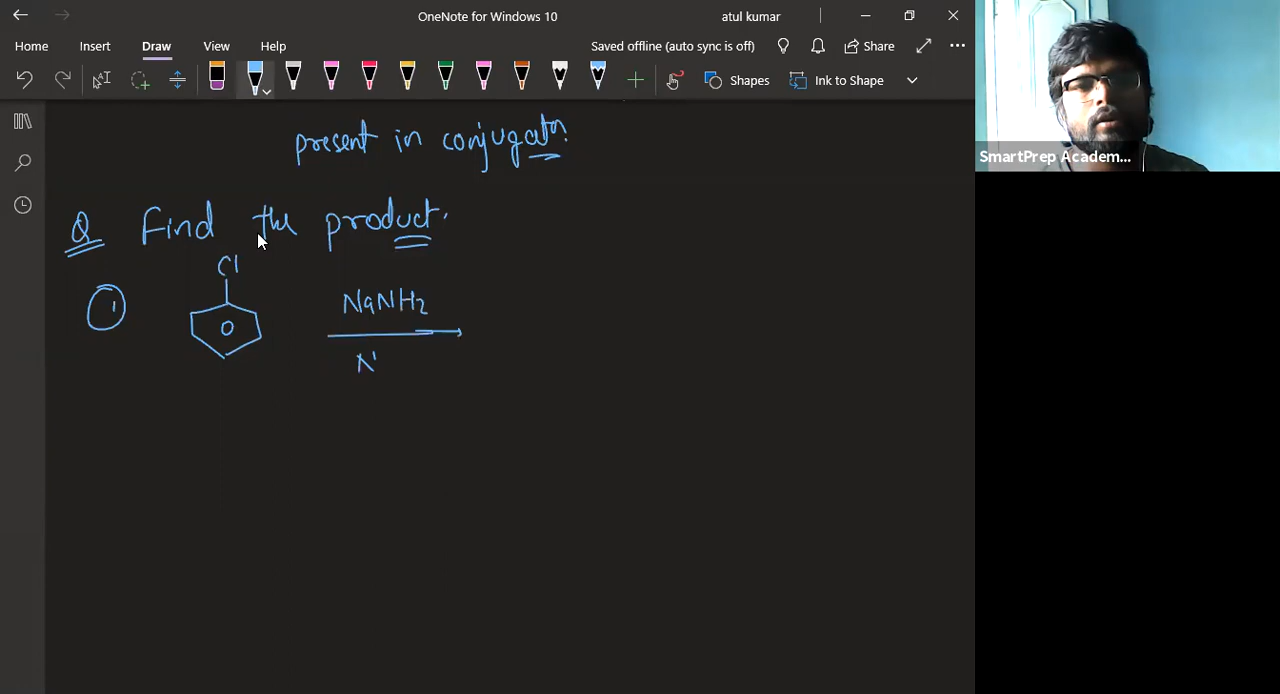 OneNote for Windows 10
atul kumar
Home Insert Draw View Help
Saved offline (auto sync is off)
Share
Shapes
Ink to Shape
SmartPrep Academ...
present in conjugatn.
Q Find the product.
1
Cl
NaNH2
N